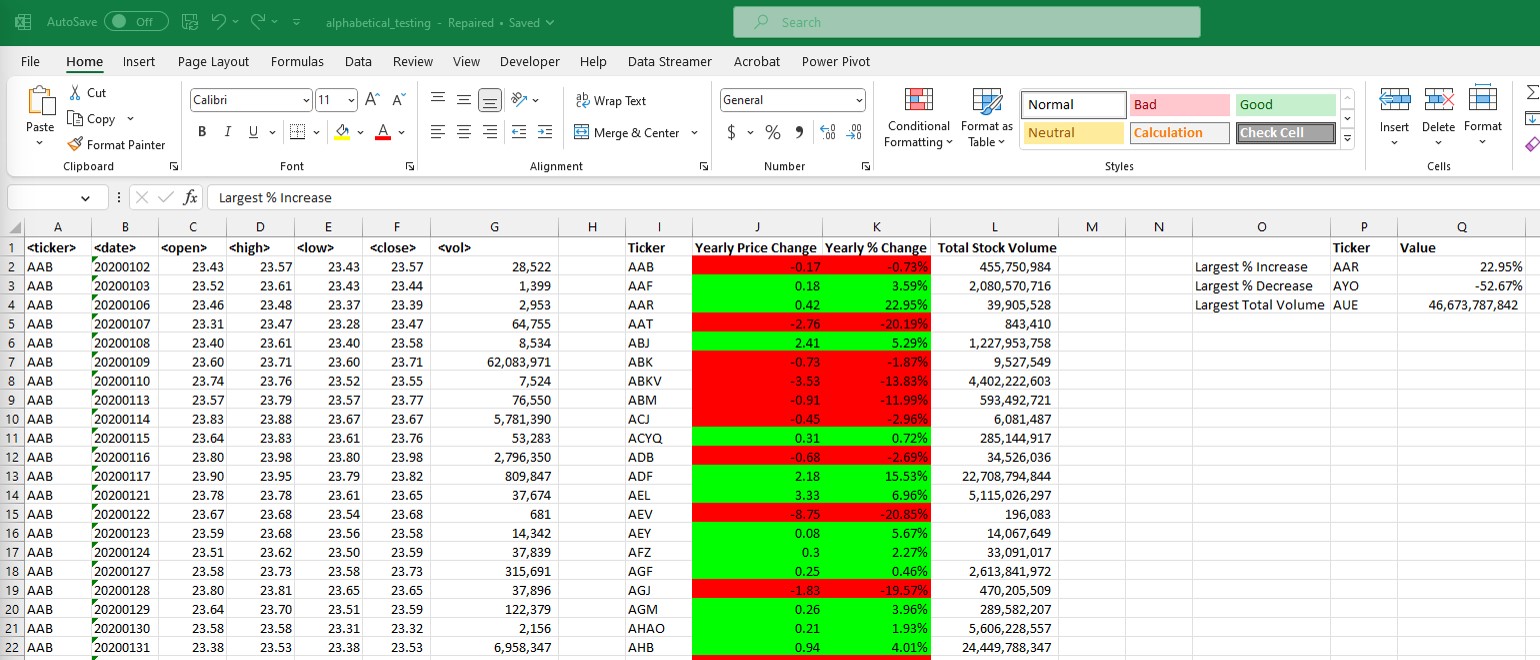 AutoSave Off alphabetical_testing - Repaired • Saved Search
File Home Insert Page Layout Formulas Data Review View Developer Help Data Streamer Acrobat Power Pivot
Paste Cut Copy Format Painter
Clipboard
Calibri 11 A A
B I U A
Font
ab Wrap Text
Merge & Center
Alignment
General
$ % 9
Number
Conditional Formatting Format as Table
Normal Bad Good
Neutral Calculation Check Cell
Styles
Insert Delete Format
Cells
fx Largest % Increase
A B C D E F G H I J K L M N O P Q
1 <ticker> <date> <open> <high> <low> <close> <vol> Ticker Yearly Price Change Yearly % Change Total Stock Volume Ticker Value
2 AAB 20200102 23.43 23.57 23.43 23.57 28,522 AAB -0.17 -0.73% 455,750,984 Largest % Increase AAR 22.95%
3 AAB 20200103 23.52 23.61 23.43 23.44 1,399 AAF 0.18 3.59% 2,080,570,716 Largest % Decrease AYO -52.67%
4 AAB 20200106 23.46 23.48 23.37 23.39 2,953 AAR 0.42 22.95% 39,905,528 Largest Total Volume AUE 46,673,787,842
5 AAB 20200107 23.31 23.47 23.28 23.47 64,755 AAT -2.76 -20.19% 843,410
6 AAB 20200108 23.40 23.61 23.40 23.58 8,534 ABJ 2.41 5.29% 1,227,953,758
7 AAB 20200109 23.60 23.71 23.60 23.71 62,083,971 ABK -0.73 -1.87% 9,527,549
8 AAB 20200110 23.74 23.76 23.52 23.55 7,524 ABKV -3.53 -13.83% 4,402,222,603
9 AAB 20200113 23.57 23.79 23.57 23.77 76,550 ABM -0.91 -11.99% 593,492,721
10 AAB 20200114 23.83 23.88 23.67 23.67 5,781,390 ACJ -0.45 -2.96% 6,081,487
11 AAB 20200115 23.64 23.83 23.61 23.76 53,283 ACYQ 0.31 0.72% 285,144,917
12 AAB 20200116 23.80 23.98 23.80 23.98 2,796,350 ADB -0.68 -2.69% 34,526,036
13 AAB 20200117 23.90 23.95 23.79 23.82 809,847 ADF 2.18 15.53% 22,708,794,844
14 AAB 20200121 23.78 23.78 23.61 23.65 37,674 AEL 3.33 6.96% 5,115,026,297
15 AAB 20200122 23.67 23.68 23.54 23.68 681 AEV -8.75 -20.85% 196,083
16 AAB 20200123 23.59 23.68 23.56 23.58 14,342 AEY 0.08 5.67% 14,067,649
17 AAB 20200124 23.51 23.62 23.50 23.59 37,839 AFZ 0.3 2.27% 33,091,017
18 AAB 20200127 23.58 23.73 23.58 23.73 315,691 AGF 0.25 0.46% 2,613,841,972
19 AAB 20200128 23.80 23.81 23.65 23.65 37,896 AGJ -1.83 -19.57% 470,205,509
20 AAB 20200129 23.64 23.70 23.51 23.59 122,379 AGM 0.26 3.96% 289,582,207
21 AAB 20200130 23.58 23.58 23.31 23.32 2,156 AHAO 0.21 1.93% 5,606,228,557
22 AAB 20200131 23.38 23.53 23.38 23.53 6,958,347 AHB 0.94 4.01% 24,449,788,347